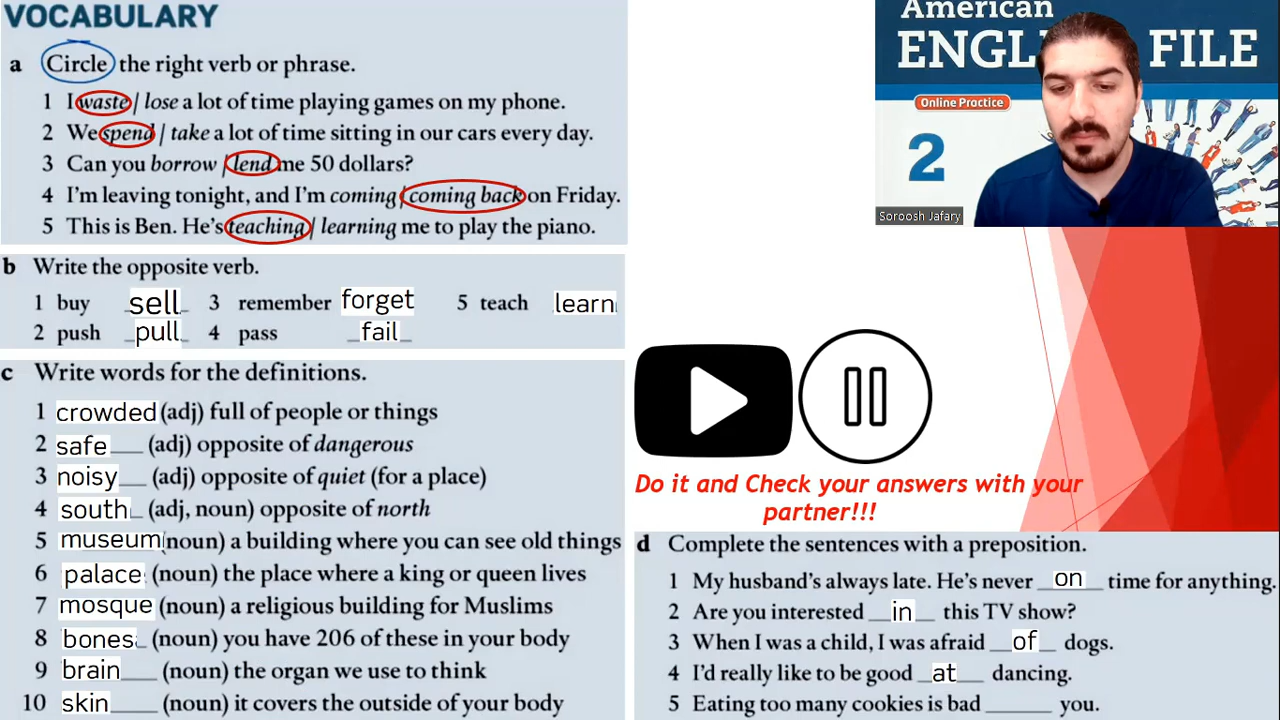 VOCABULARY
a Circle the right verb or phrase.
1 I waste / lose a lot of time playing games on my phone.
2 We spend / take a lot of time sitting in our cars every day.
3 Can you borrow / lend me 50 dollars?
4 I'm leaving tonight, and I'm coming / coming back on Friday.
5 This is Ben. He's teaching / learning me to play the piano.
b Write the opposite verb.
1 buy sell 3 remember forget 5 teach learn
2 push pull 4 pass fail
c Write words for the definitions.
1 crowded (adj) full of people or things
2 safe (adj) opposite of dangerous
3 noisy (adj) opposite of quiet (for a place)
4 south (adj, noun) opposite of north
5 museum (noun) a building where you can see old things
6 palace (noun) the place where a king or queen lives
7 mosque (noun) a religious building for Muslims
8 bones (noun) you have 206 of these in your body
9 brain (noun) the organ we use to think
10 skin (noun) it covers the outside of your body
American
ENGL FILE
Online Practice
2
Soroosh Jafary
Do it and Check your answers with your
partner!!!
d Complete the sentences with a preposition.
1 My husband's always late. He's never on time for anything.
2 Are you interested in this TV show?
3 When I was a child, I was afraid of dogs.
4 I'd really like to be good at dancing.
5 Eating too many cookies is bad ______ you.